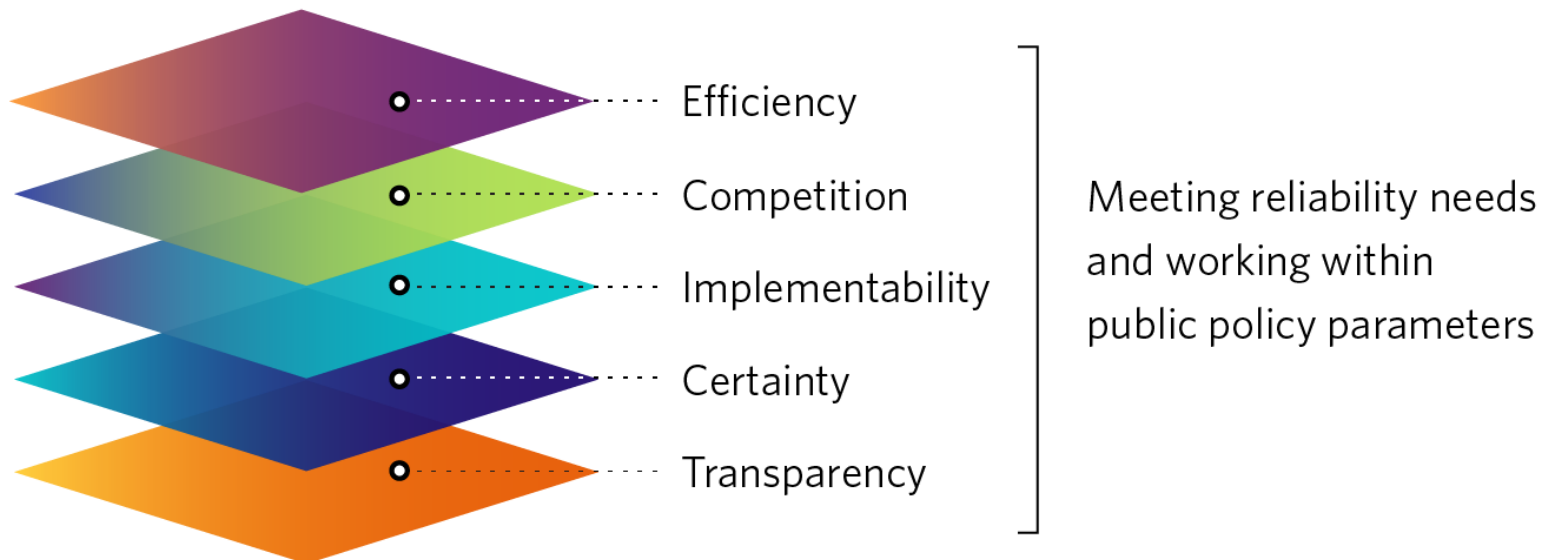 Efficiency
Competition
Implementability
Certainty
Transparency
Meeting reliability needs
and working within
public policy parameters